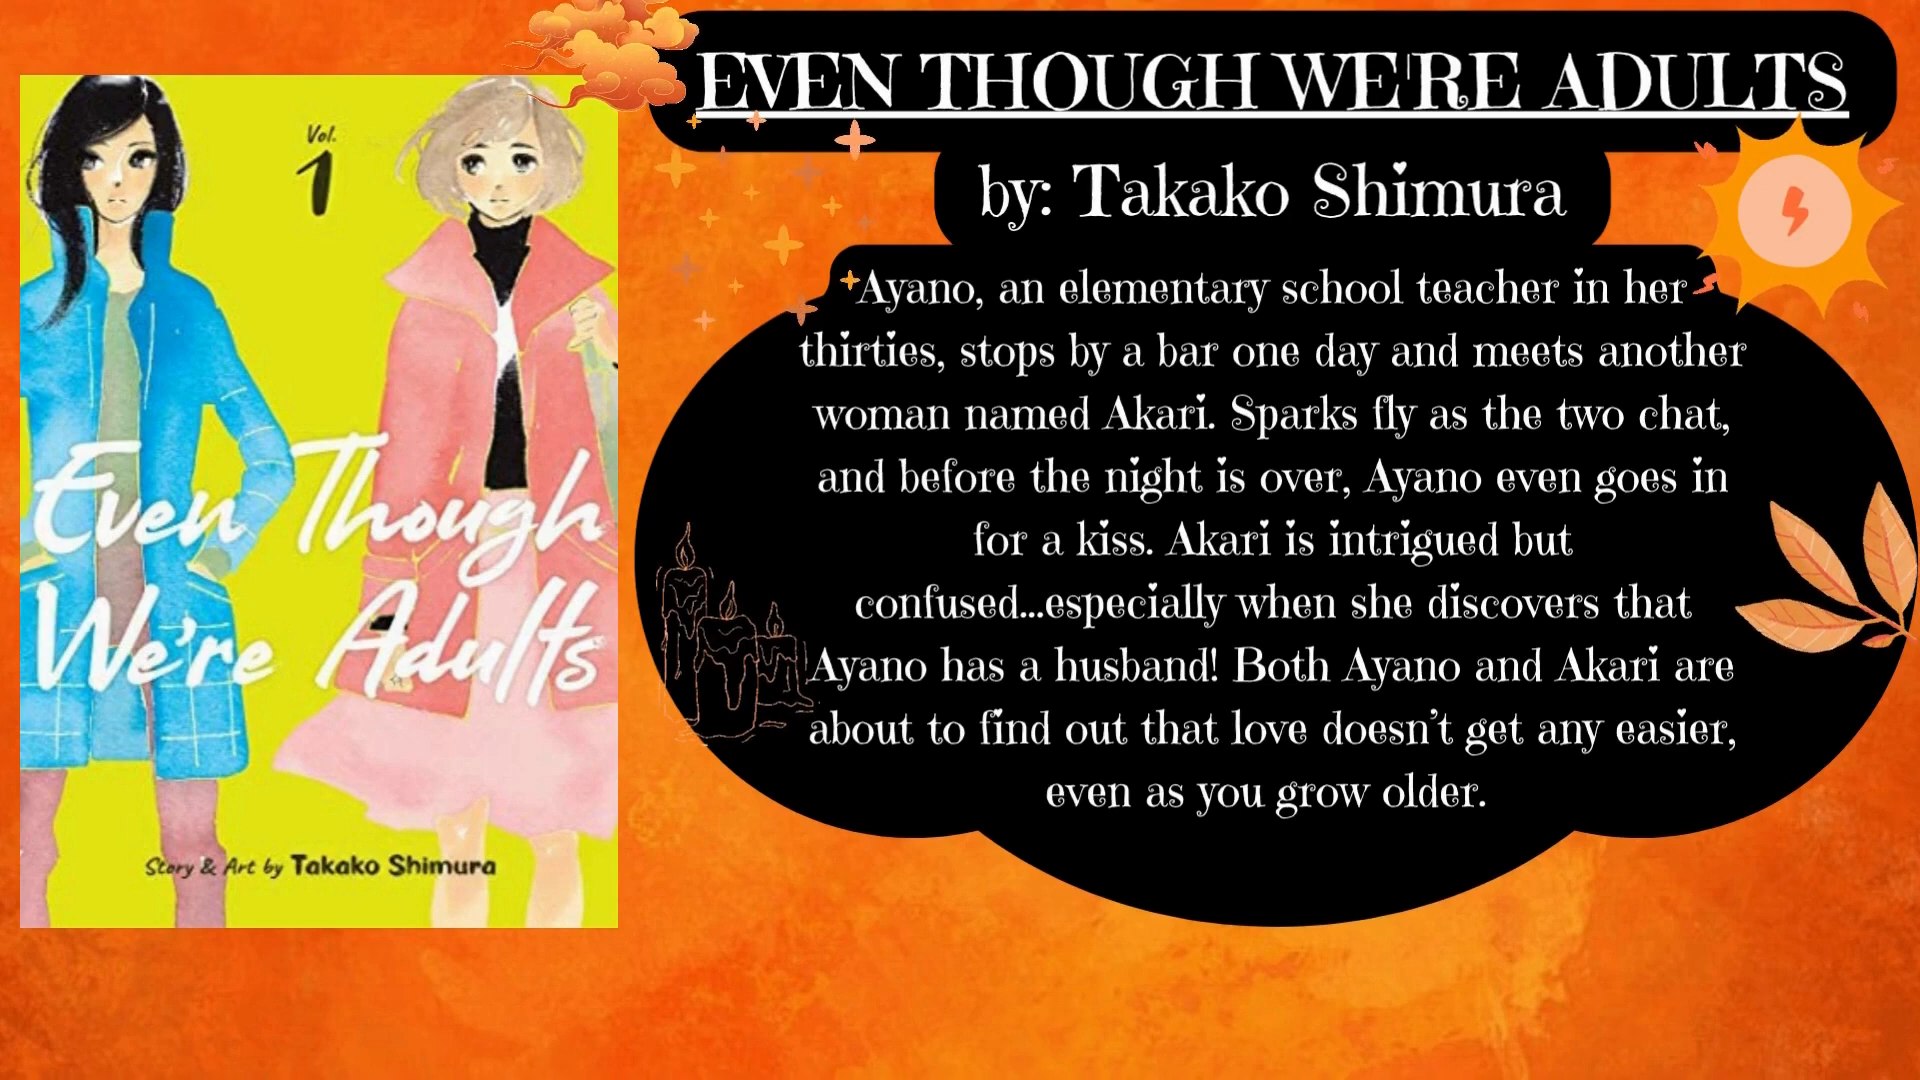 Vol.
1
Even Though
We're Adults
Story & Art by Takako Shimura
EVEN THOUGH WE'RE ADULTS
by: Takako Shimura
Ayano, an elementary school teacher in her
thirties, stops by a bar one day and meets another
woman named Akari. Sparks fly as the two chat,
and before the night is over, Ayano even goes in
for a kiss. Akari is intrigued but
confused...especially when she discovers that
Ayano has a husband! Both Ayano and Akari are
about to find out that love doesn’t get any easier,
even as you grow older.